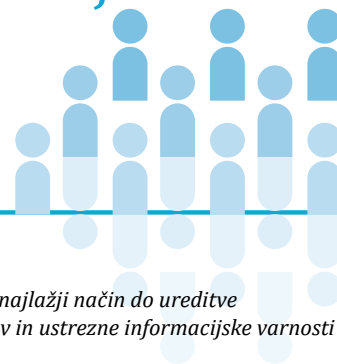 najlažji način do ureditve
v in ustrezne informacijske varnosti